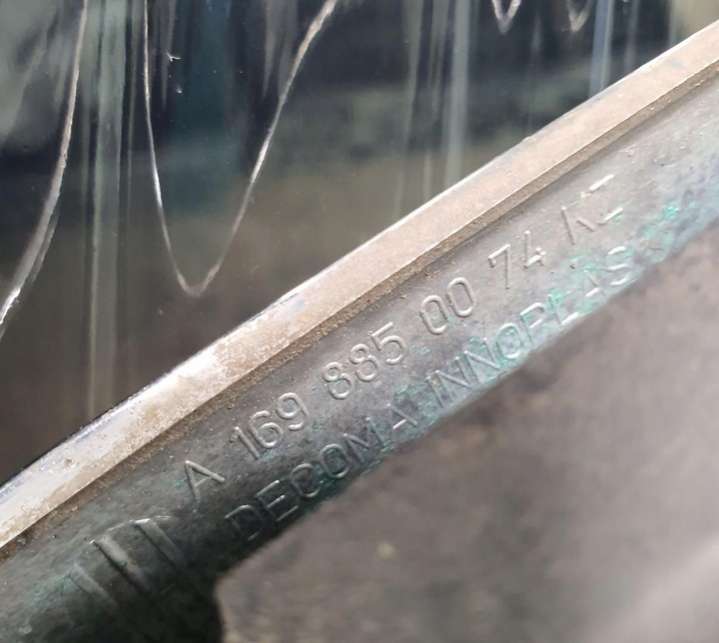 A 169 885 00 74 KZ
DECOMA INNOPLAS